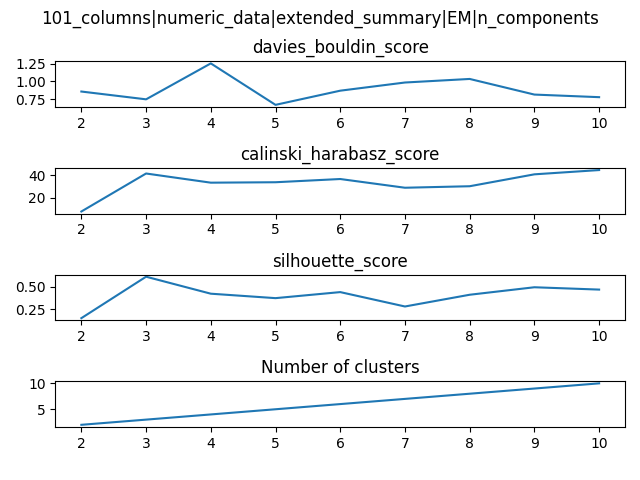 101_columns|numeric_data|extended_summary|EM|n_components
davies_bouldin_score
1.25
1.00
0.75
2 3 4 5 6 7 8 9 10
calinski_harabasz_score
40
20
2 3 4 5 6 7 8 9 10
silhouette_score
0.50
0.25
2 3 4 5 6 7 8 9 10
Number of clusters
10
5
2 3 4 5 6 7 8 9 10